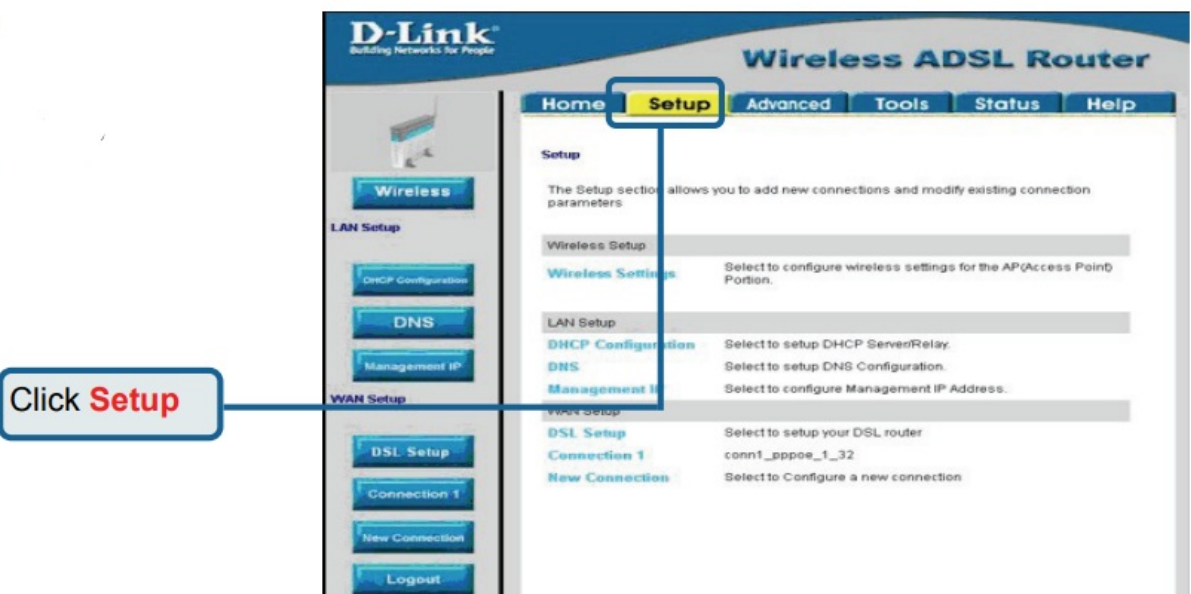 D-Link
Building Networks for People
Wireless ADSL Router
Home Setup Advanced Tools Status Help
Wireless
LAN Setup
DHCP Configuration
DNS
Management IP
WAN Setup
DSL Setup
Connection 1
New Connection
Logout
Click Setup
Setup
The Setup section allows you to add new connections and modify existing connection
parameters
Wireless Setup
Wireless Settings Select to configure wireless settings for the AP(Access Point)
Portion.
LAN Setup
DHCP Configuration Select to setup DHCP Server/Relay.
DNS Select to setup DNS Configuration.
Management IP Select to configure Management IP Address.
WAN Setup
DSL Setup Select to setup your DSL router
Connection 1 conn1_pppoe_1_32
New Connection Select to Configure a new connection